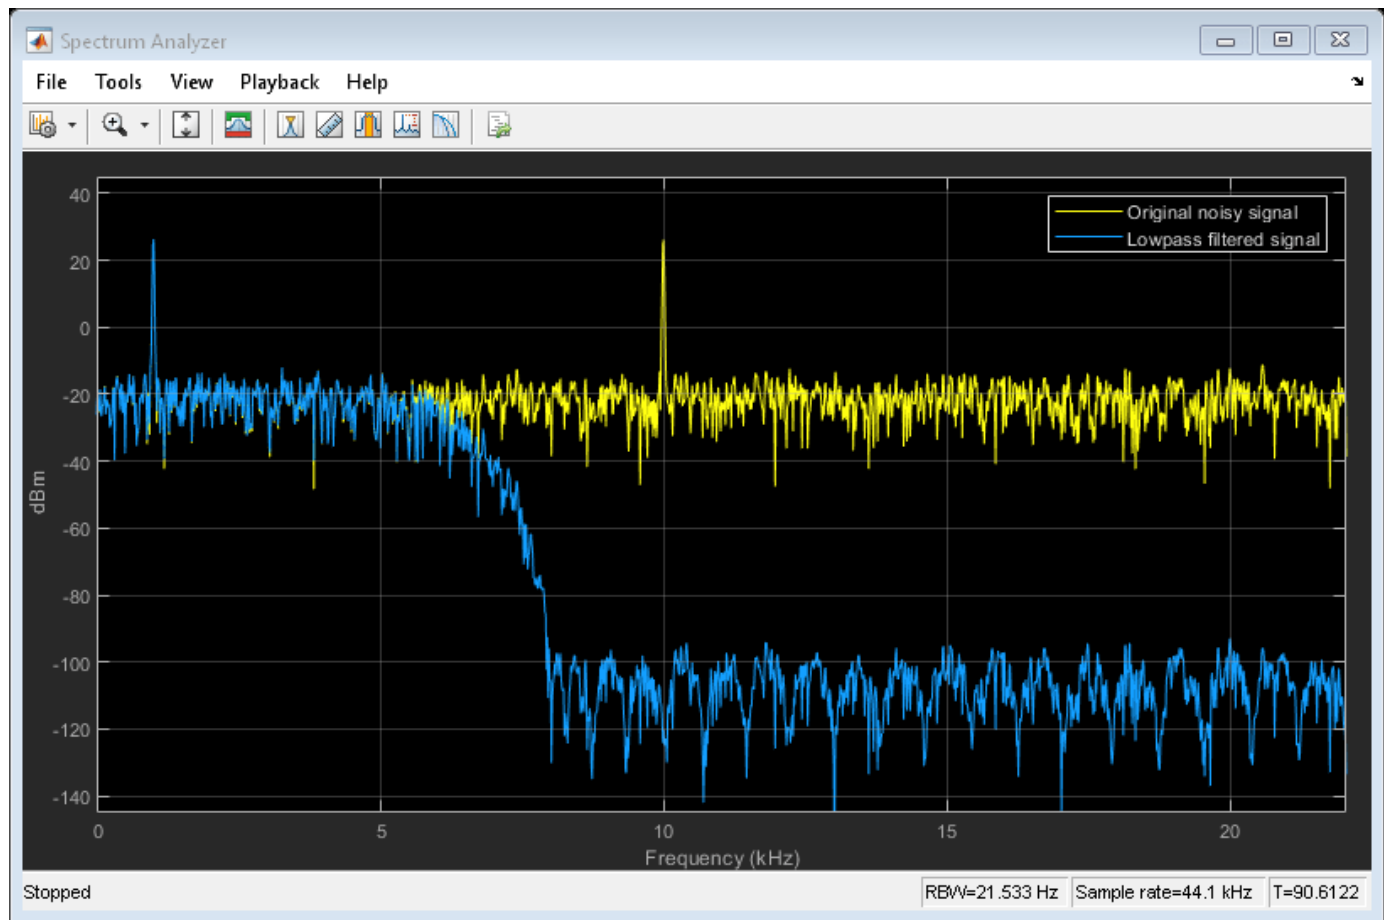 Spectrum Analyzer
File Tools View Playback Help
Original noisy signal
Lowpass filtered signal
40
20
0
-20
-40
-60
-80
-100
-120
-140
dBm
0 5 10 15 20
Frequency (kHz)
Stopped RBW=21.533 Hz Sample rate=44.1 kHz T=90.6122